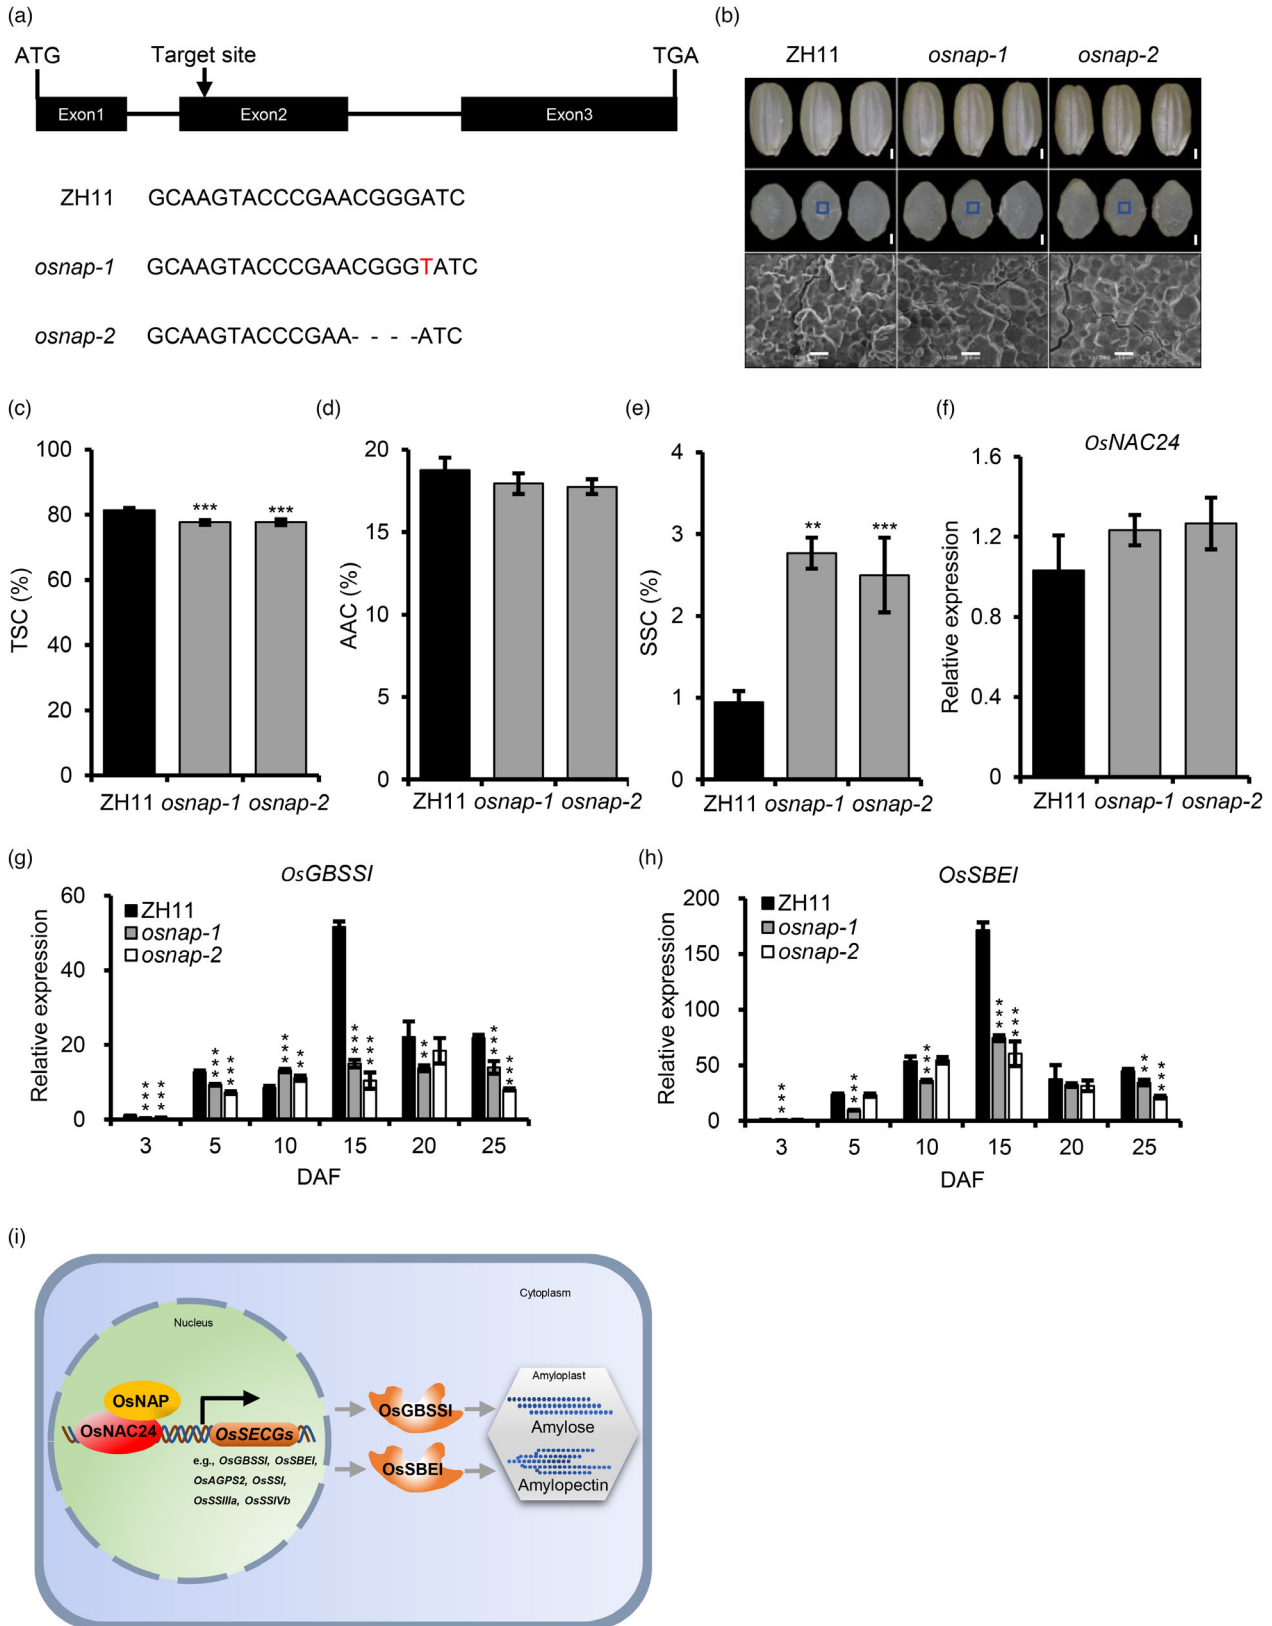 (a)
ATG Target site TGA
Exon1 Exon2 Exon3
ZH11 GCAAGTACCCGAACGGGATC
osnap-1 GCAAGTACCCGAACGGGTATC
osnap-2 GCAAGTACCCGAA- - - -ATC
(b)
ZH11 osnap-1 osnap-2
(c)
TSC (%)
100
80
60
40
20
0
*** ***
ZH11 osnap-1 osnap-2
(d)
AAC (%)
20
15
10
5
0
ZH11 osnap-1 osnap-2
(e)
SSC (%)
4
3
2
1
0
** ***
ZH11 osnap-1 osnap-2
(f)
OsNAC24
Relative expression
1.6
1.2
0.8
0.4
0
ZH11 osnap-1 osnap-2
(g)
OsGBSSI
Relative expression
60
40
20
0
ZH11
osnap-1
osnap-2
*** *** *** *** *** ** *** *** ** *** ***
3 5 10 15 20 25
DAF
(h)
OsSBEI
Relative expression
200
150
100
50
0
ZH11
osnap-1
osnap-2
*** *** *** *** *** ** ***
3 5 10 15 20 25
DAF
(i)
Cytoplasm
Nucleus
OsNAP
OsNAC24
OsSECGs
e.g., OsGBSSI, OsSBEI,
OsAGPS2, OsSSI,
OsSSIIIa, OsSSIVb
OsGBSSI
OsSBEI
Amyloplast
Amylose
Amylopectin